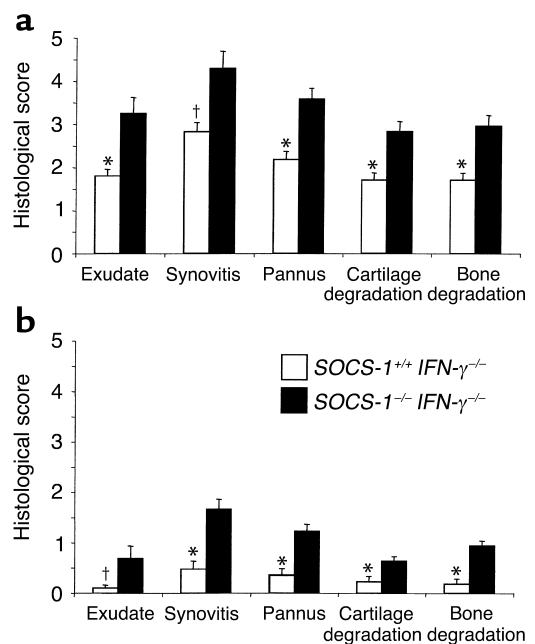 a
Histological score
5
4
3
2
1
0
*
†
*
*
*
Exudate
Synovitis
Pannus
Cartilage degradation
Bone degradation
b
Histological score
5
4
3
2
1
0
SOCS-1+/+ IFN-γ−/−
SOCS-1−/− IFN-γ−/−
†
*
*
*
*
Exudate
Synovitis
Pannus
Cartilage degradation
Bone degradation